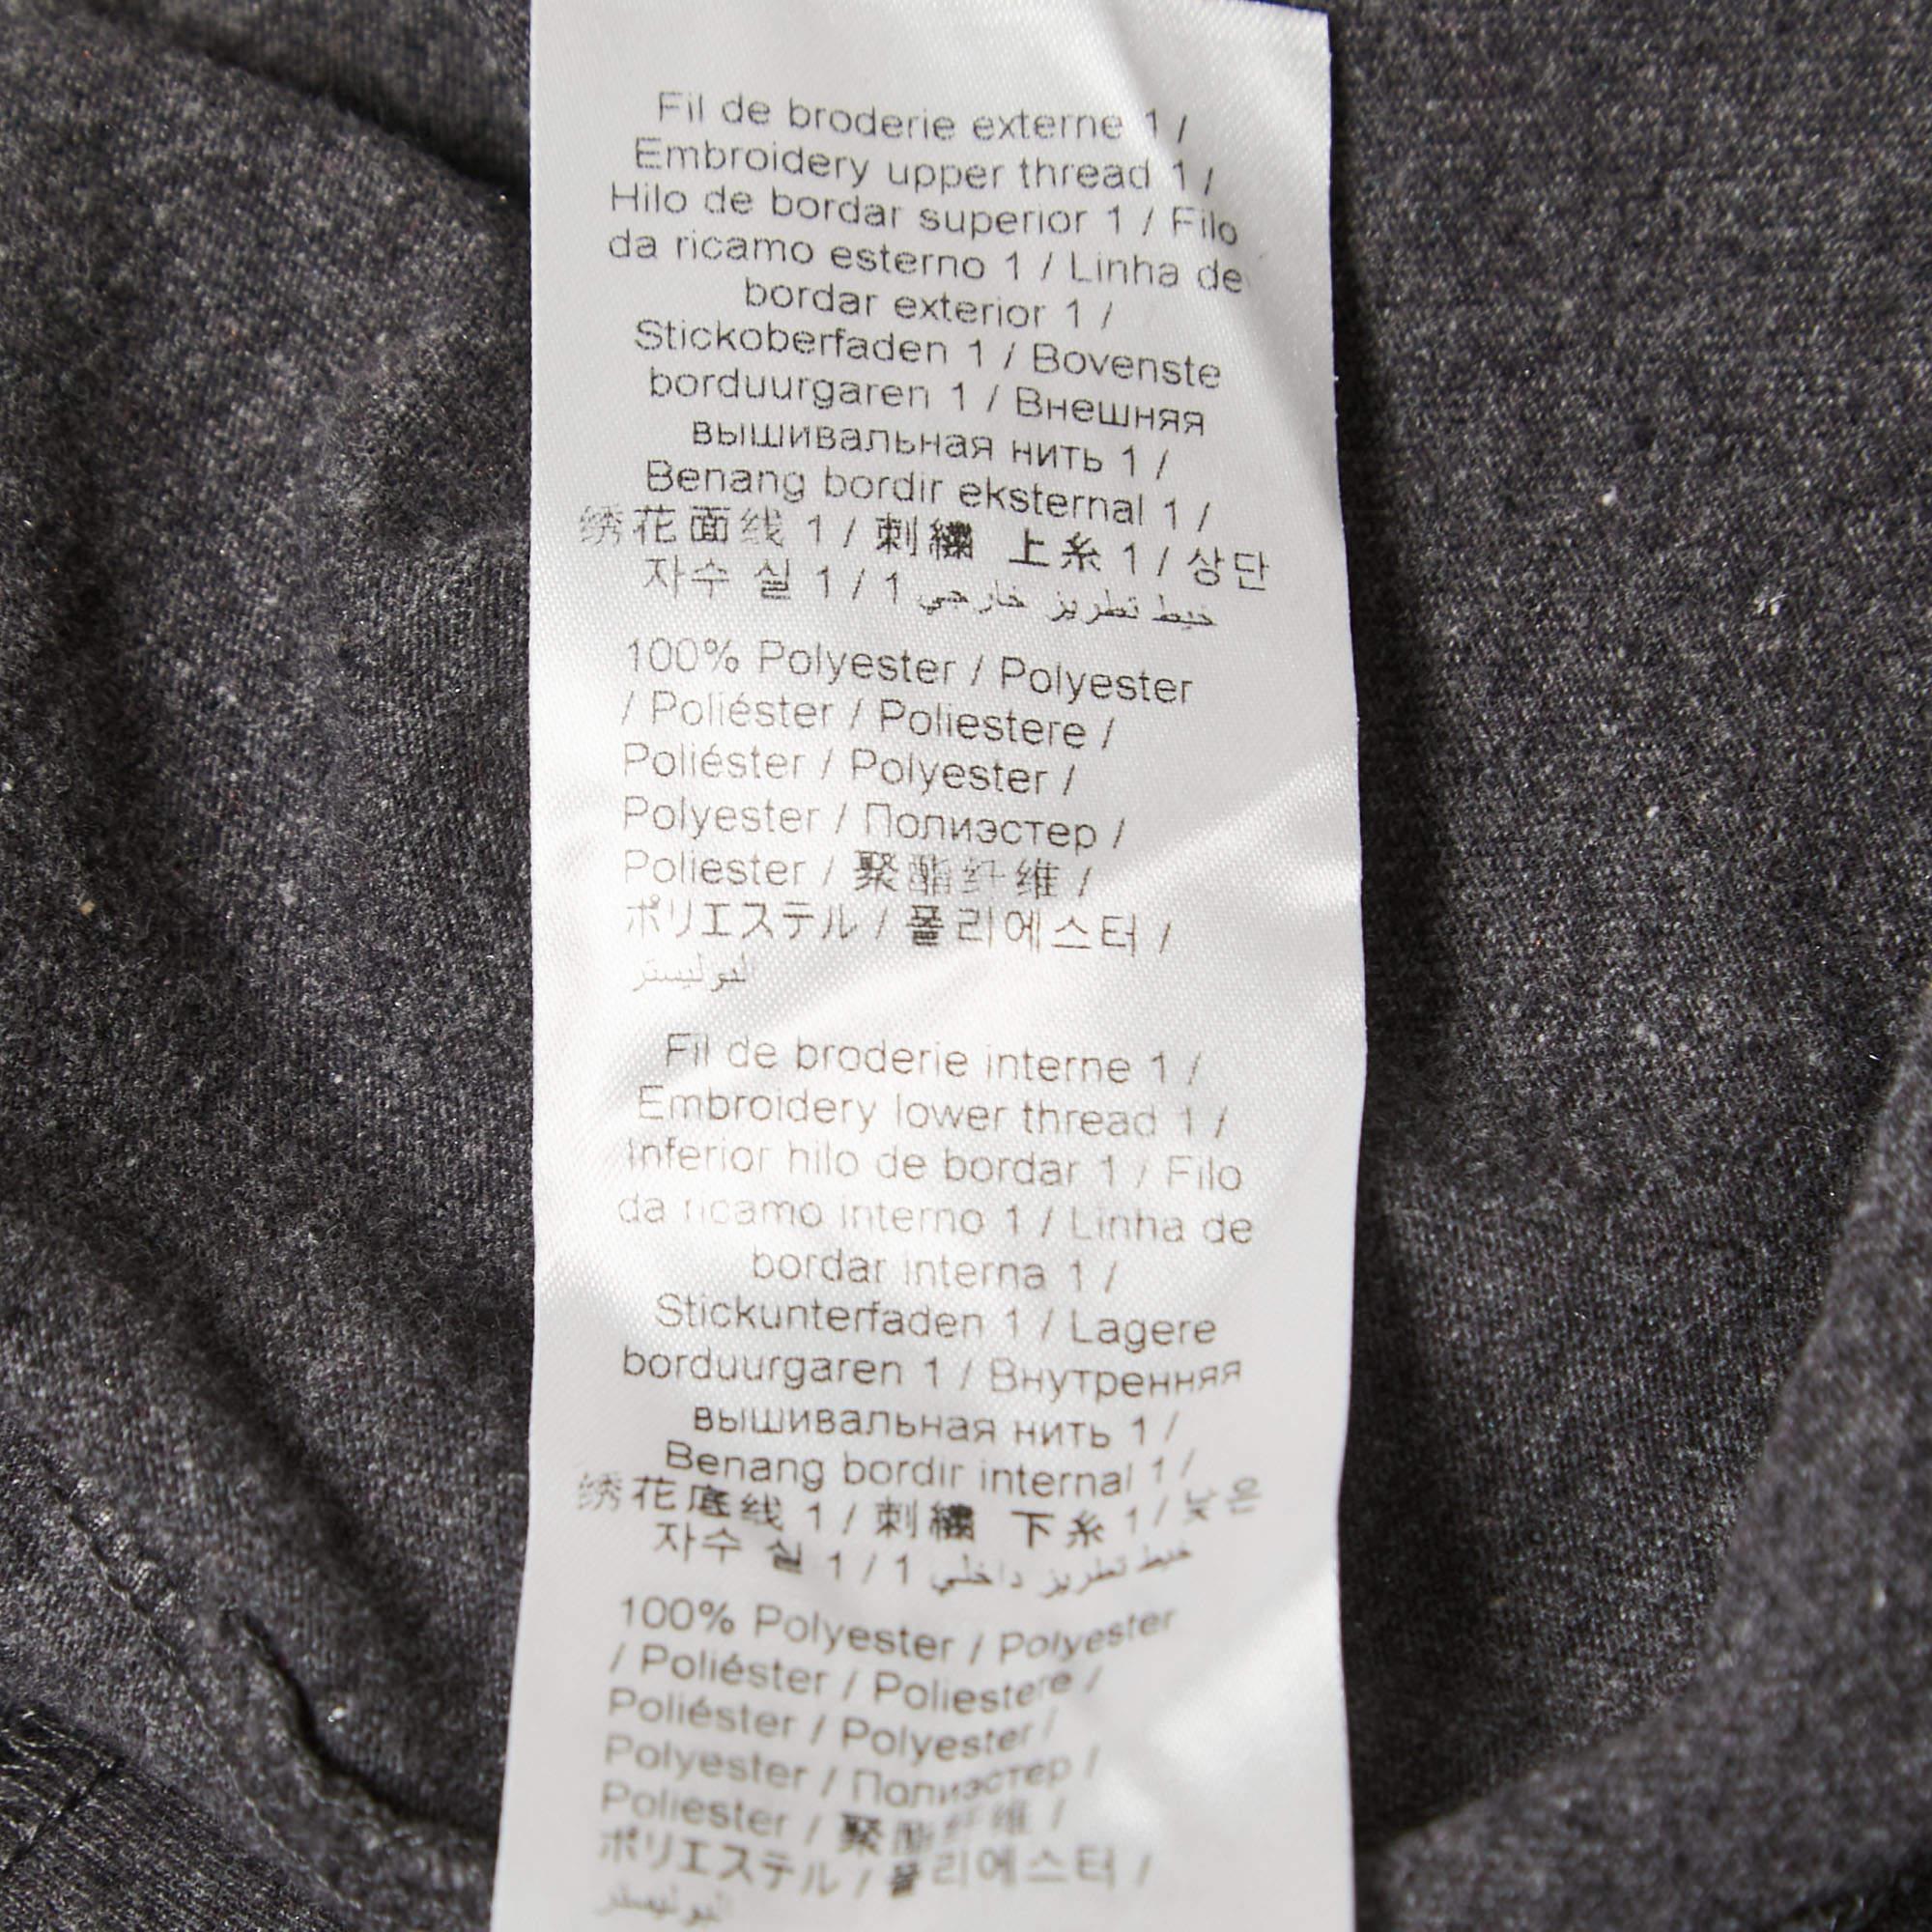 Fil de broderie externe 1 /
Embroidery upper thread 1 /
Hilo de bordar superior 1 / Filo
da ricamo esterno 1 / Linha de
bordar exterior 1 /
Stickoberfaden 1 / Bovenste
borduurgaren 1 / Внешняя
вышивальная нить 1 /
Benang bordir eksternal 1 /
绣花面线 1 / 刺繍 上糸 1 / 상단
자수 실 1 / 1 خيط تطريز خارجي
100% Polyester / Polyester
/ Poliéster / Poliestere /
Poliéster / Polyester /
Polyester / Полиэстер /
Poliester / 聚酯纤维 /
ポリエステル / 폴리에스터 /
البوليستر
Fil de broderie interne 1 /
Embroidery lower thread 1 /
Inferior hilo de bordar 1 / Filo
da ricamo interno 1 / Linha de
bordar interna 1 /
Stickunterfaden 1 / Lagere
borduurgaren 1 / Внутренняя
вышивальная нить 1 /
Benang bordir internal 1 /
绣花底线 1 / 刺繍 下糸 1 / 낮은
자수 실 1 / 1 خيط تطريز داخلي
100% Polyester / Polyester
/ Poliéster / Poliestere /
Poliéster / Polyester /
Polyester / Полиэстер /
Poliester / 聚酯纤维 /
ポリエステル / 폴리에스터 /
البوليستر